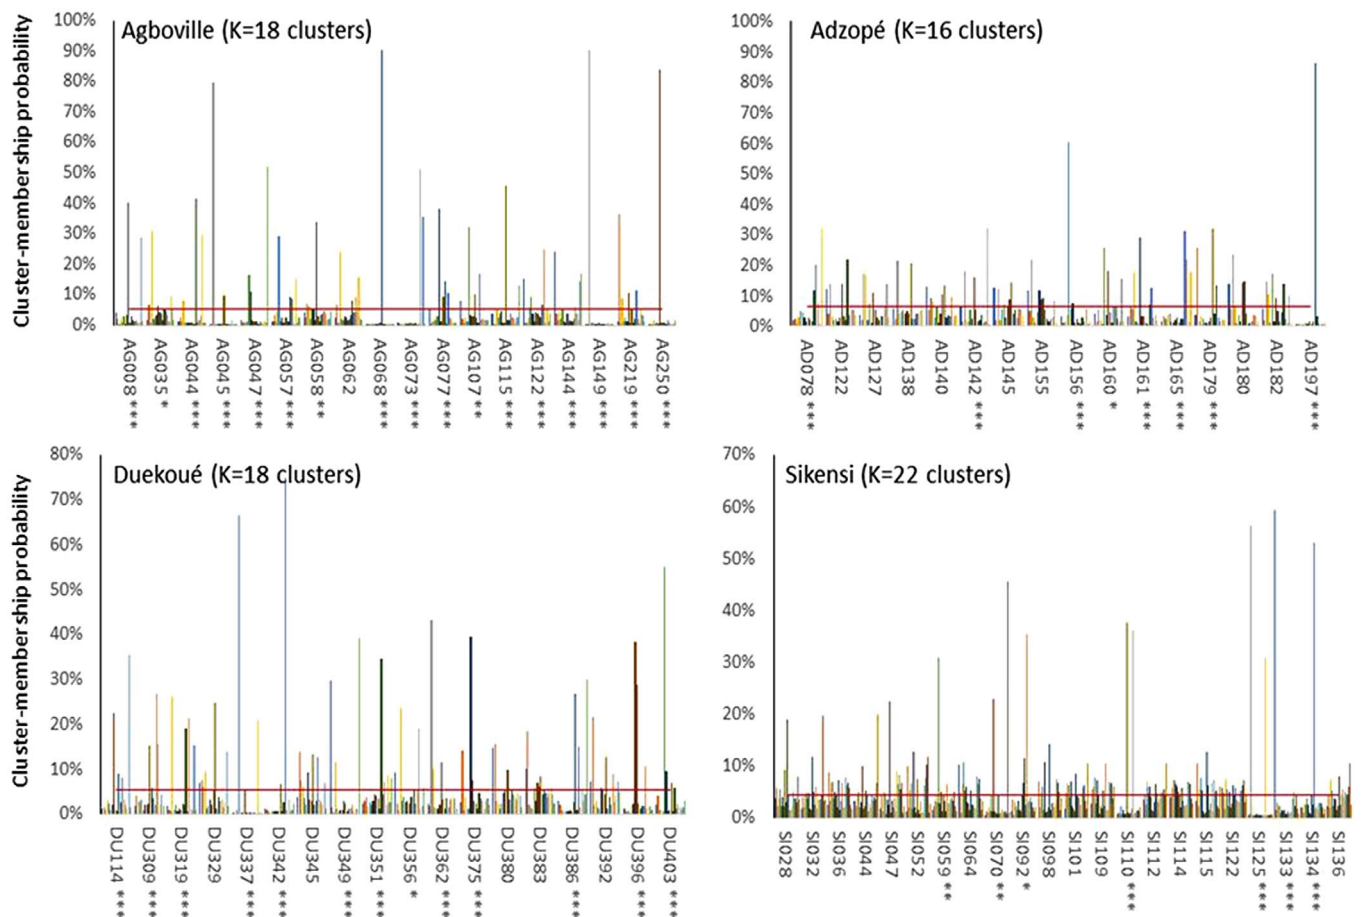 Cluster-membership probability
Agboville (K=18 clusters)
100%
90%
80%
70%
60%
50%
40%
30%
20%
10%
0%
AG008 ***
AG035 *
AG044 ***
AG045 ***
AG047 ***
AG057 ***
AG058 **
AG062
AG068 ***
AG073 ***
AG077 ***
AG107 **
AG115 ***
AG122 ***
AG144 ***
AG149 ***
AG219 ***
AG250 ***
Adzopé (K=16 clusters)
100%
90%
80%
70%
60%
50%
40%
30%
20%
10%
0%
AD078 ***
AD122
AD127
AD138
AD140
AD142 ***
AD145
AD155
AD156 ***
AD160 *
AD161 ***
AD165 ***
AD179 ***
AD180
AD182
AD197 ***
Cluster-membership probability
Duekoué (K=18 clusters)
80%
70%
60%
50%
40%
30%
20%
10%
0%
DU114 ***
DU309 ***
DU319 ***
DU329
DU337 ***
DU342 ***
DU345
DU349 ***
DU351 ***
DU356 *
DU362 ***
DU375 ***
DU380
DU383
DU386 ***
DU392
DU396 ***
DU403 ***
Sikensi (K=22 clusters)
70%
60%
50%
40%
30%
20%
10%
0%
SI028
SI032
SI036
SI044
SI047
SI052
SI059 **
SI064
SI070 **
SI092 *
SI098
SI101
SI109
SI110 ***
SI112
SI114
SI115
SI122
SI125 ***
SI133 ***
SI134 ***
SI136